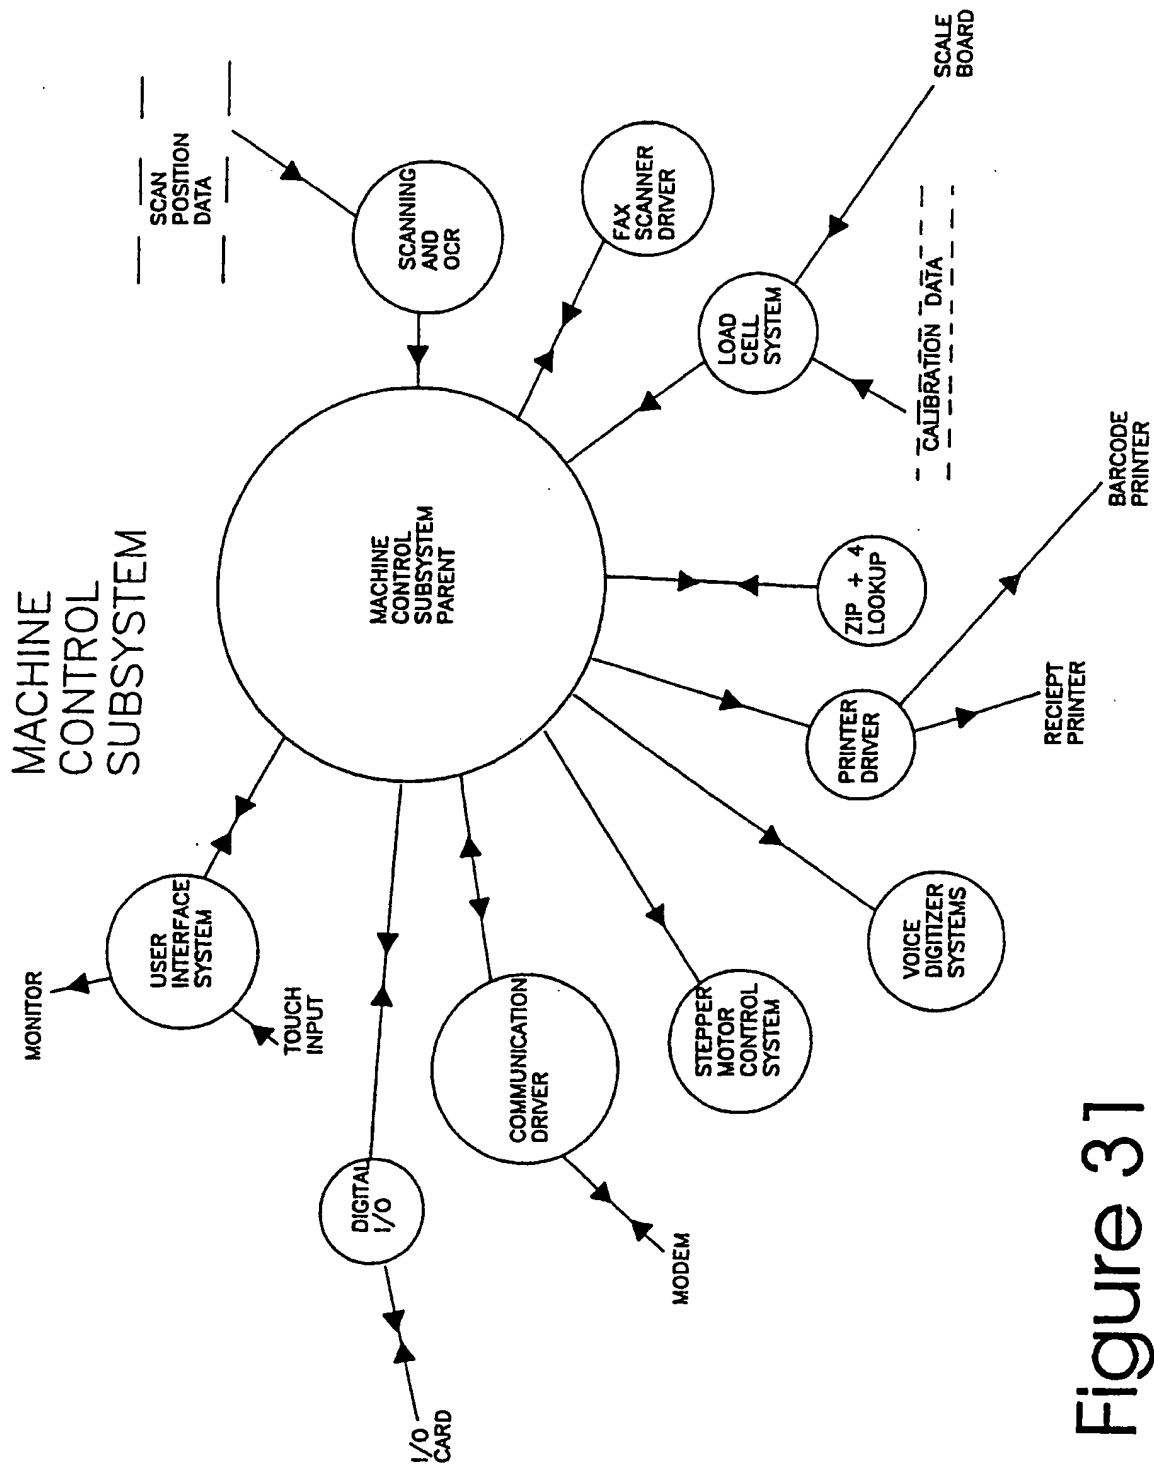 MACHINE
CONTROL
SUBSYSTEM
MONITOR
USER
INTERFACE
SYSTEM
TOUCH
INPUT
SCAN
POSITION
DATA
SCANNING
AND
OCR
MACHINE
CONTROL
SUBSYSTEM
PARENT
DIGITAL
I/O
I/O
CARD
COMMUNICATION
DRIVER
MODEM
FAX
SCANNER
DRIVER
STEPPER
MOTOR
CONTROL
SYSTEM
LOAD
CELL
SYSTEM
SCALE
BOARD
CALIBRATION DATA
ZIP + 4
LOOKUP
VOICE
DIGITIZER
SYSTEMS
PRINTER
DRIVER
RECIEPT
PRINTER
BARCODE
PRINTER
Figure 31